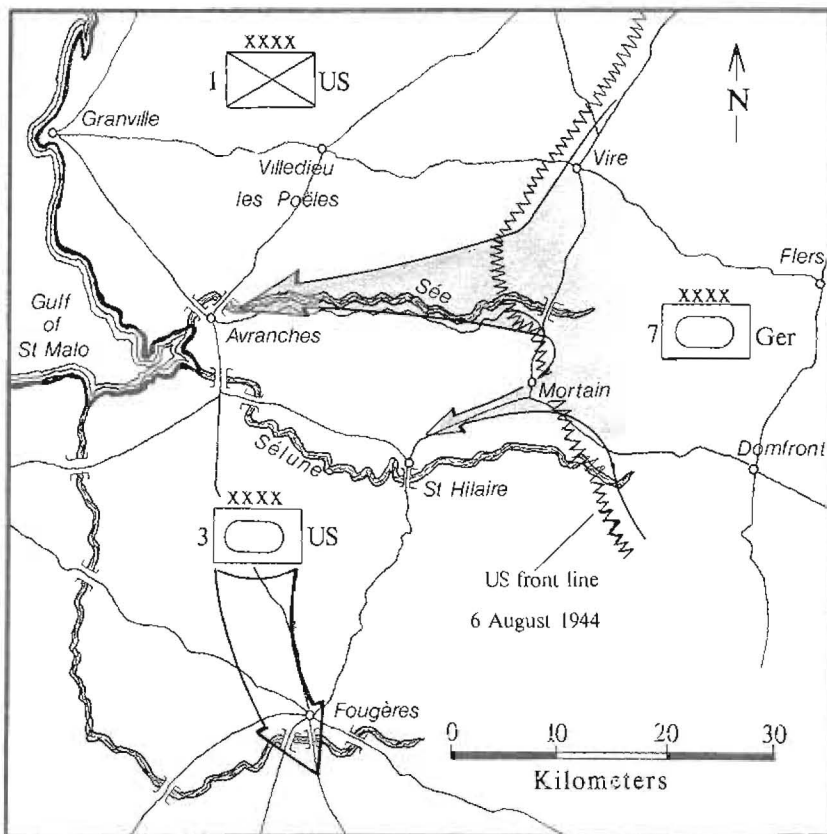 XXXX
1 US
N
Granville
Villedieu
les Poëles
Vire
Flers
Gulf
of
St Malo
Sée
Avranches
XXXX
7 Ger
Mortain
Sélune
St Hilaire
Domfront
XXXX
3 US
US front line
6 August 1944
Fougères
0 10 20 30
Kilometers